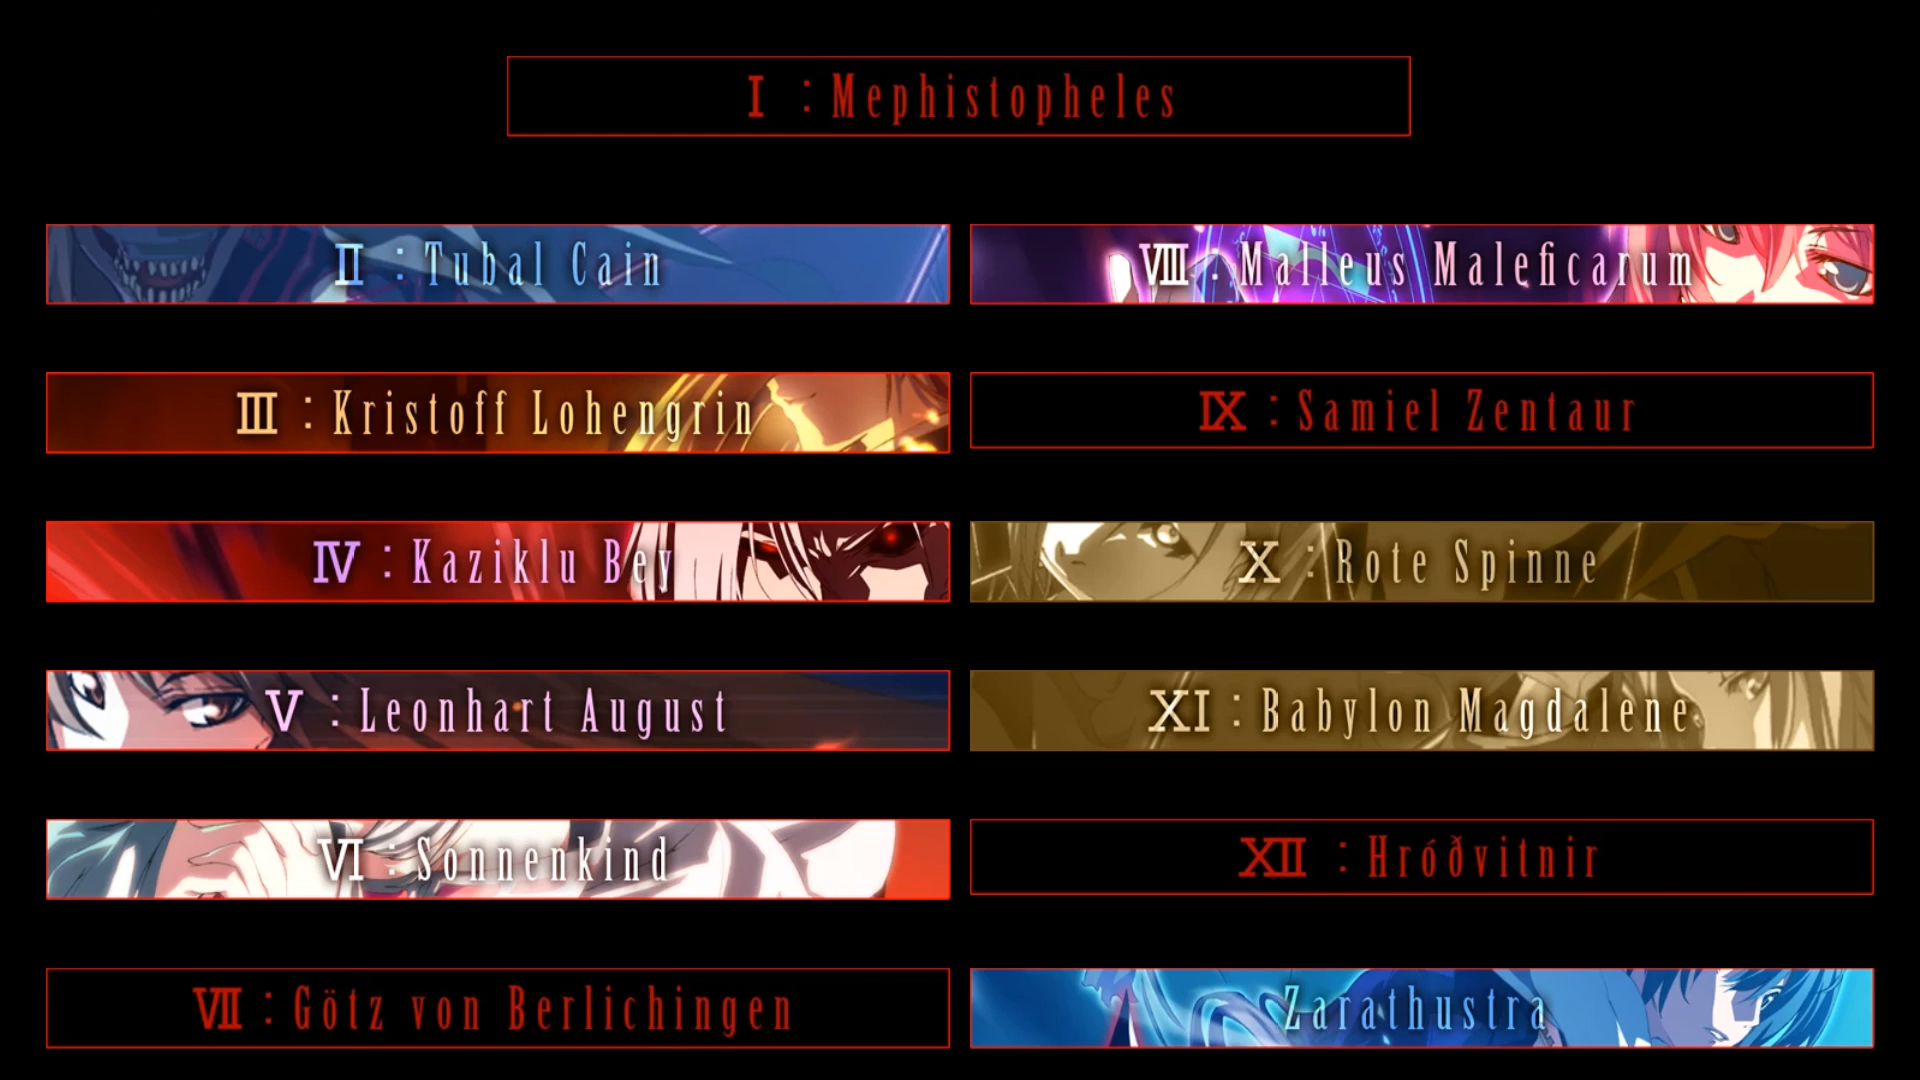 Ⅰ：Mephistopheles
Ⅱ：Tubal Cain
Ⅲ：Kristoff Lohengrin
Ⅳ：Kaziklu Bey
Ⅴ：Leonhart August
Ⅵ：Sonnenkind
Ⅶ：Götz von Berlichingen
Ⅷ：Malleus Maleficarum
Ⅸ：Samiel Zentaur
Ⅹ：Rote Spinne
Ⅺ：Babylon Magdalène
Ⅻ：Hróðvitnir
Zarathustra